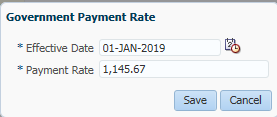 Government Payment Rate
* Effective Date 01-JAN-2019
* Payment Rate 1,145.67
Save Cancel